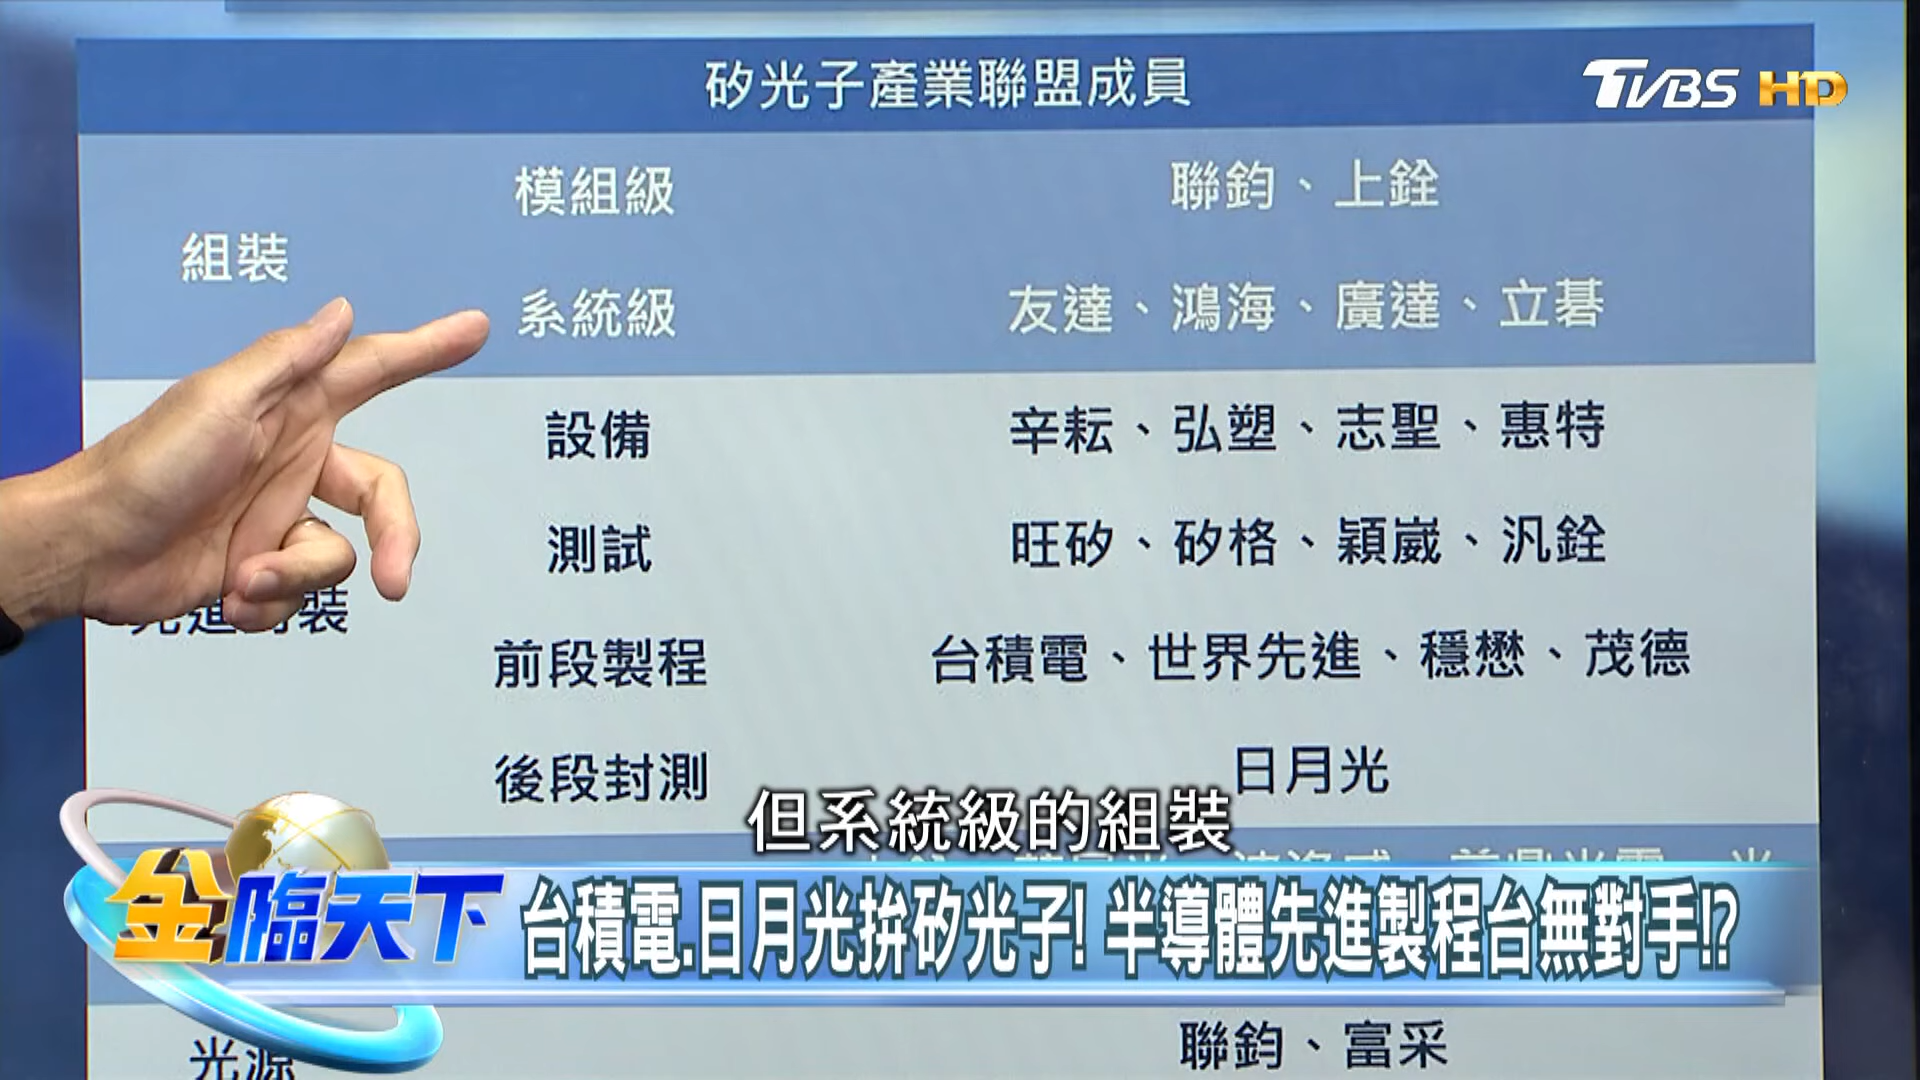 矽光子產業聯盟成員
TVBS HD
模組級 聯鈞、上銓
組裝
系統級 友達、鴻海、廣達、立碁
設備 辛耘、弘塑、志聖、惠特
測試 旺矽、矽格、穎崴、汎銓
裝
前段製程 台積電、世界先進、穩懋、茂德
後段封測 日月光
但系統級的組裝
金臨天下
台積電.日月光拚矽光子! 半導體先進製程台無對手!?
光源 聯鈞、富采